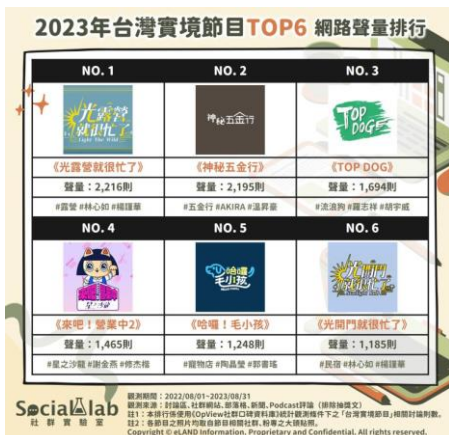 2023年台灣實境節目TOP6 網路聲量排行
NO. 1
NO. 2
NO. 3
光露營就很忙了
神秘五金行
TOP DOG
《光露營就很忙了》
《神秘五金行》
《TOP DOG》
聲量：2,216則
聲量：2,195則
聲量：1,694則
#露營 #林心如 #楊謹華
#五金行 #AKIRA #溫昇豪
#流浪狗 #羅志祥 #胡宇威
NO. 4
NO. 5
NO. 6
哈囉！毛小孩
光開門就很忙了
《來吧！營業中2》
《哈囉！毛小孩》
《光開門就很忙了》
聲量：1,465則
聲量：1,248則
聲量：1,185則
#星之沙龍 #謝金燕 #修杰楷
#寵物店 #陶晶瑩 #郭書瑤
#民宿 #林心如 #楊謹華
Social lab
社群實驗室
觀測期間：2022/08/01~2023/08/31
觀測來源：討論區、社群網站、部落格、新聞、Podcast評論（排除抽獎文）
註1：本排行係使用《OpView社群口碑資料庫》統計觀測條件下之「台灣實境節目」相關討論則數。
註2：各節目之照片均取自節目相關社群、粉專之大頭貼照。
Copyright © eLAND Information. Proprietary and Confidential. All rights reserved.